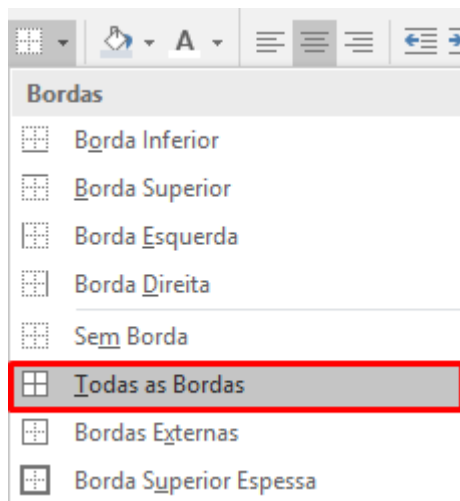 A
Bordas
Borda Inferior
Borda Superior
Borda Esquerda
Borda Direita
Sem Borda
Todas as Bordas
Bordas Externas
Borda Superior Espessa